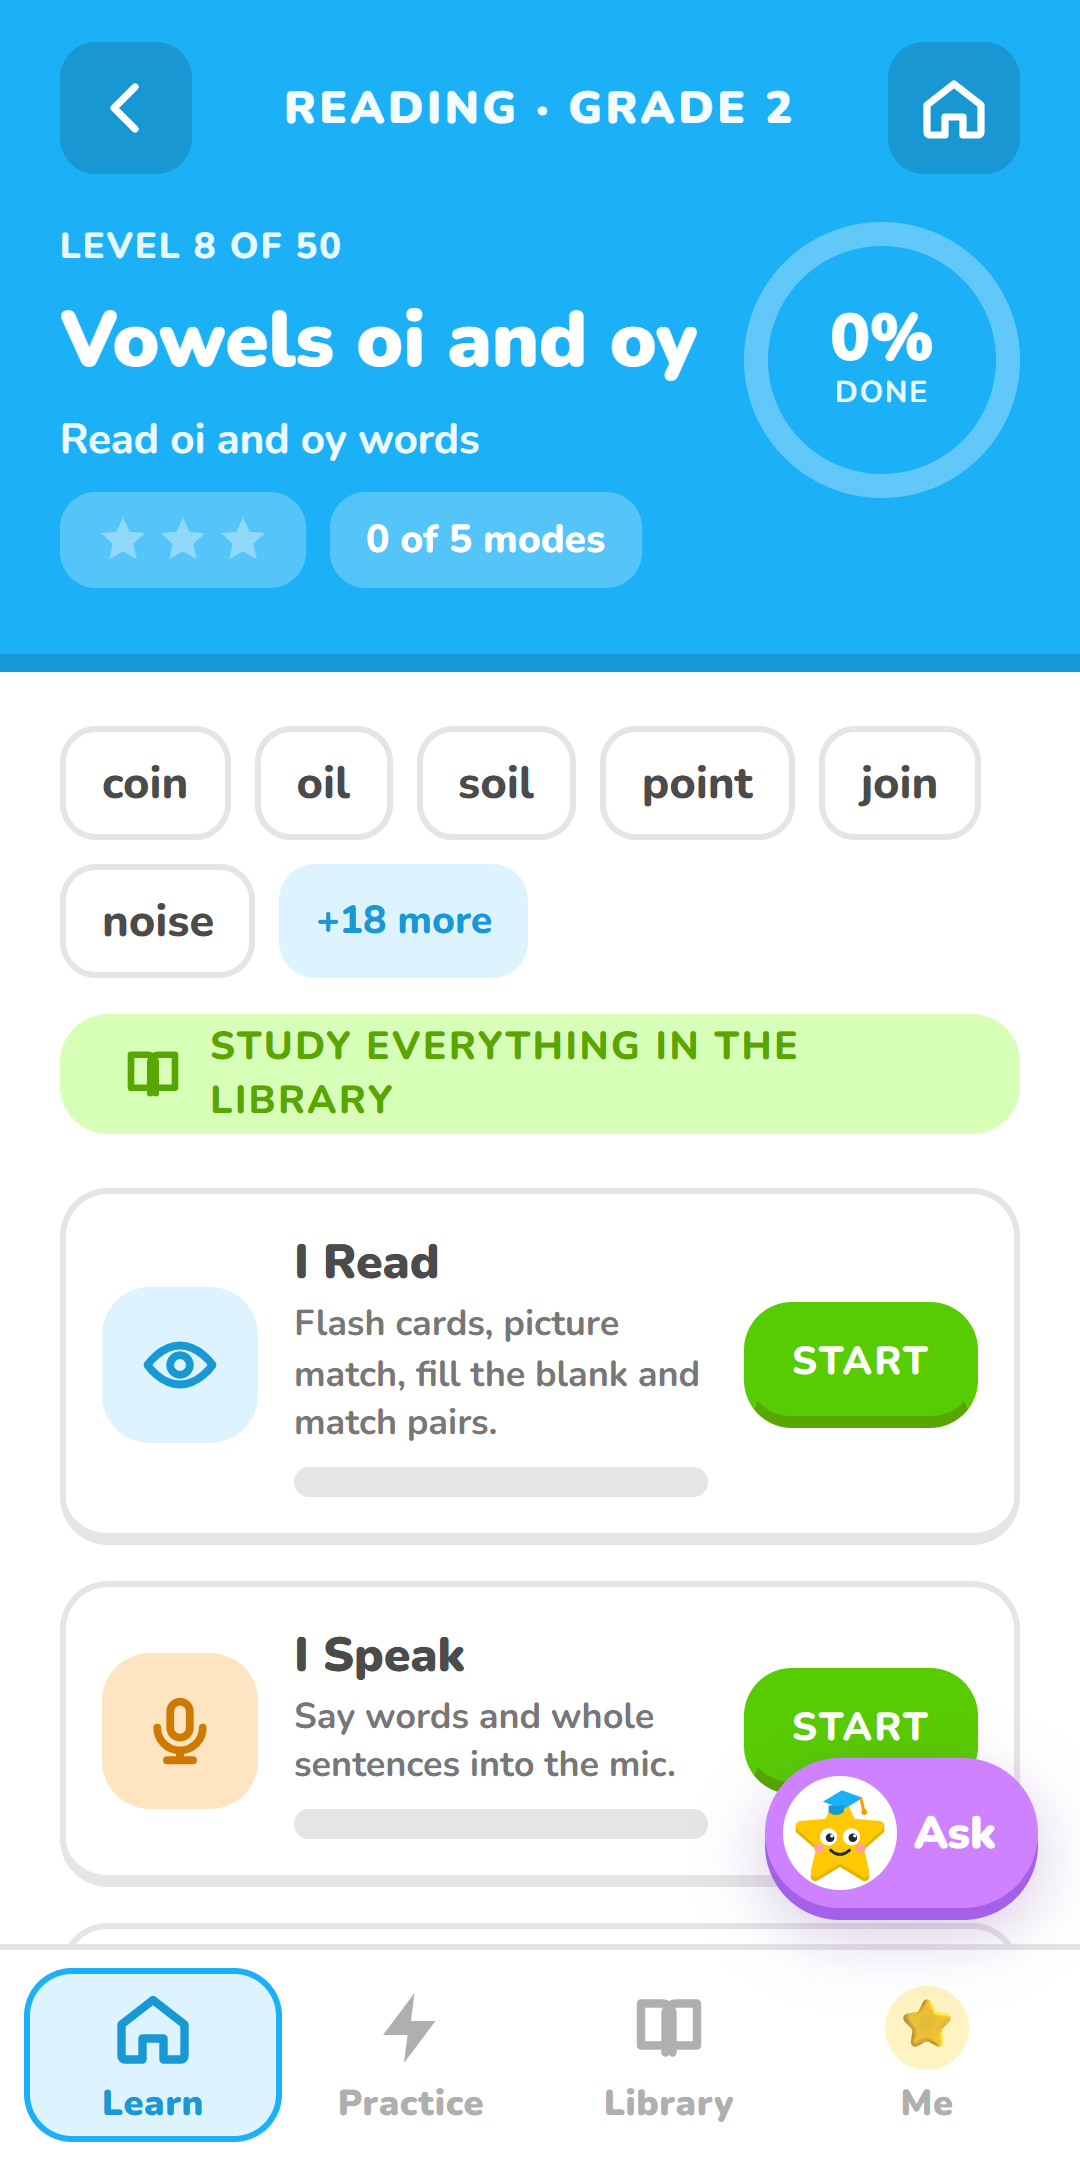 READING · GRADE 2
LEVEL 8 OF 50
Vowels oi and oy
Read oi and oy words
0%
DONE
0 of 5 modes
coin
oil
soil
point
join
noise
+18 more
STUDY EVERYTHING IN THE
LIBRARY
I Read
Flash cards, picture
match, fill the blank and
match pairs.
START
I Speak
Say words and whole
sentences into the mic.
START
Ask
Learn
Practice
Library
Me